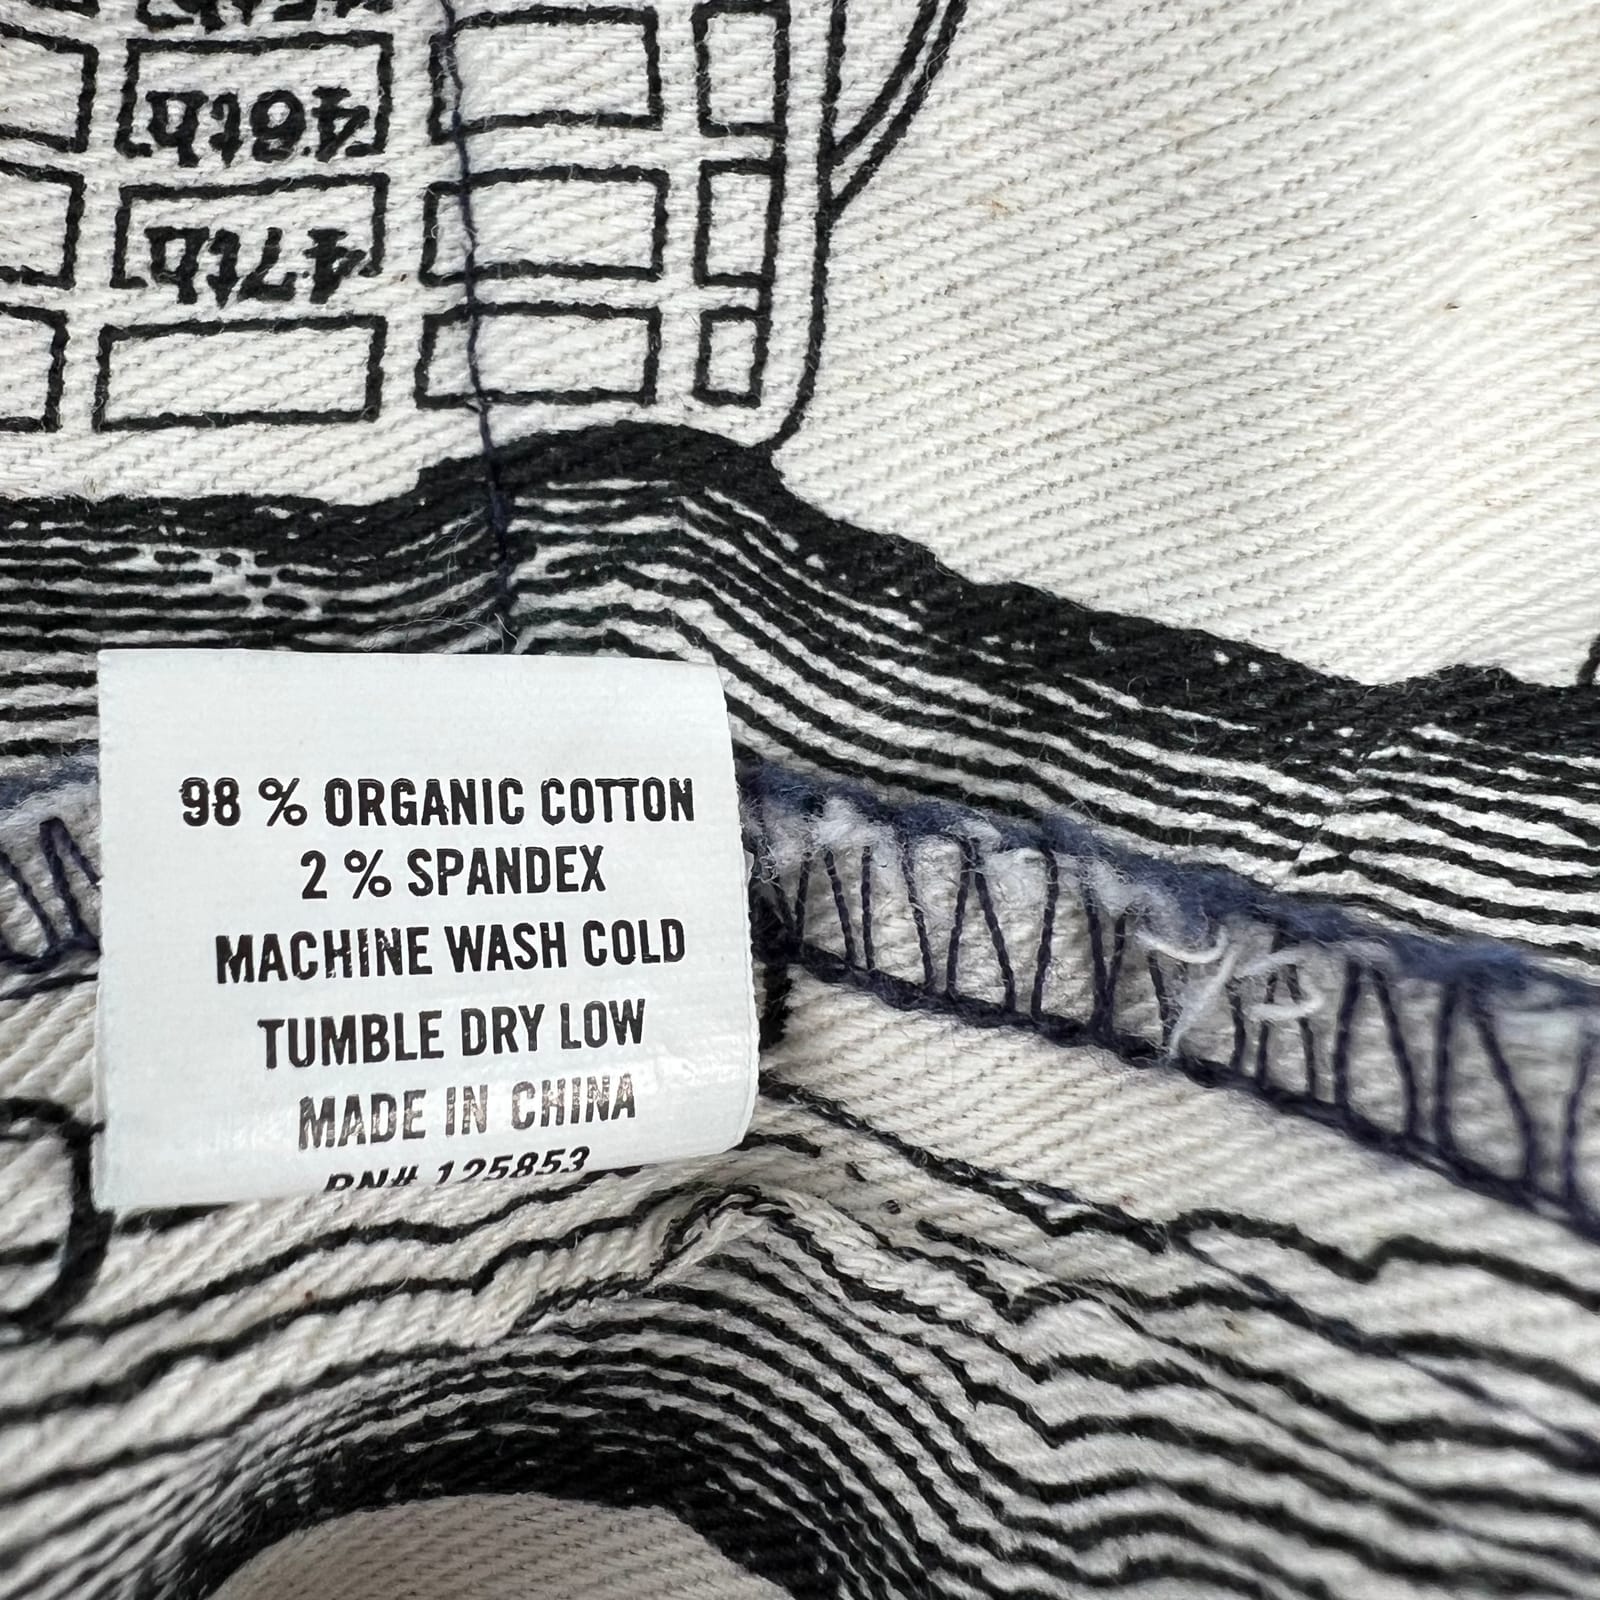 48th
47th
98 % ORGANIC COTTON
2 % SPANDEX
MACHINE WASH COLD
TUMBLE DRY LOW
MADE IN CHINA
RN# 125853